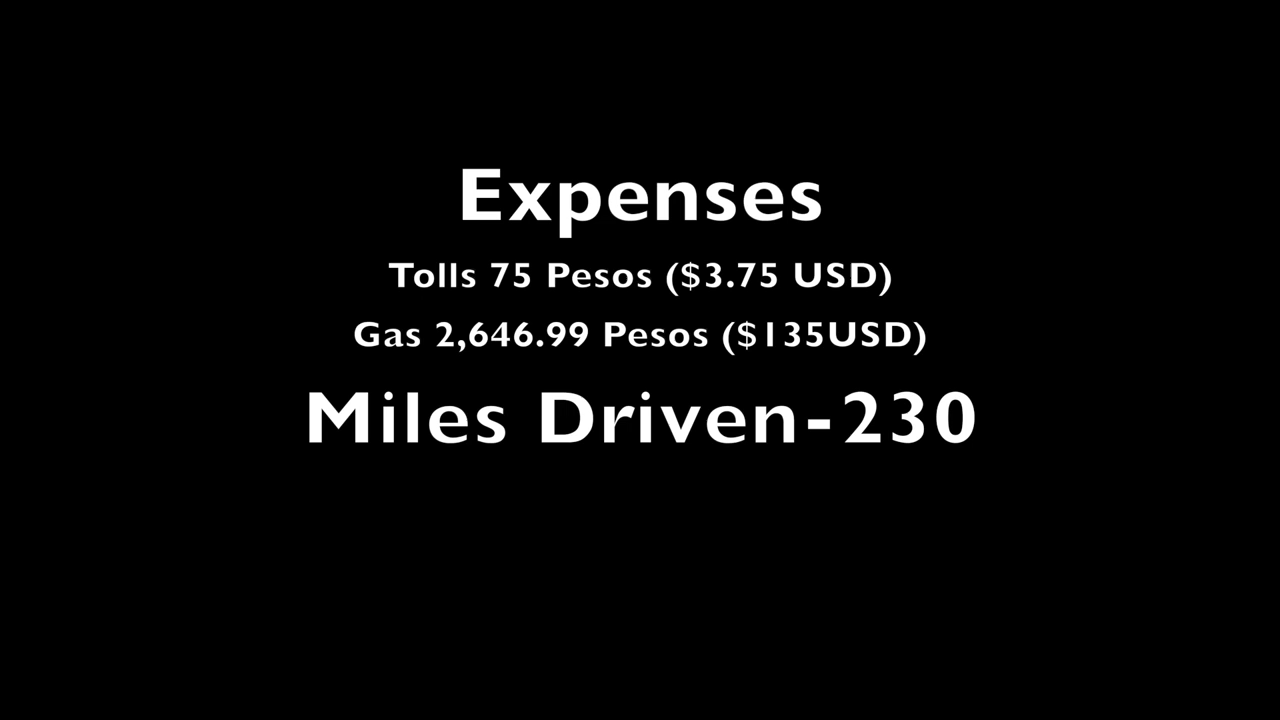 Expenses
Tolls 75 Pesos ($3.75 USD)
Gas 2,646.99 Pesos ($135USD)
Miles Driven-230